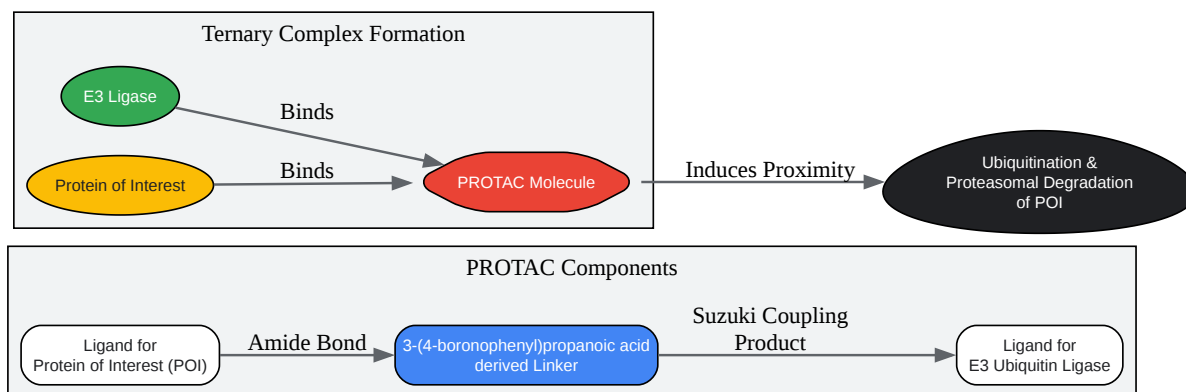 Ternary Complex Formation
E3 Ligase
Binds
Protein of Interest
Binds
PROTAC Molecule
Induces Proximity
Ubiquitination &
Proteasomal Degradation
of POI
PROTAC Components
Ligand for
Protein of Interest (POI)
Amide Bond
3-(4-boronophenyl)propanoic acid
derived Linker
Suzuki Coupling
Product
Ligand for
E3 Ubiquitin Ligase